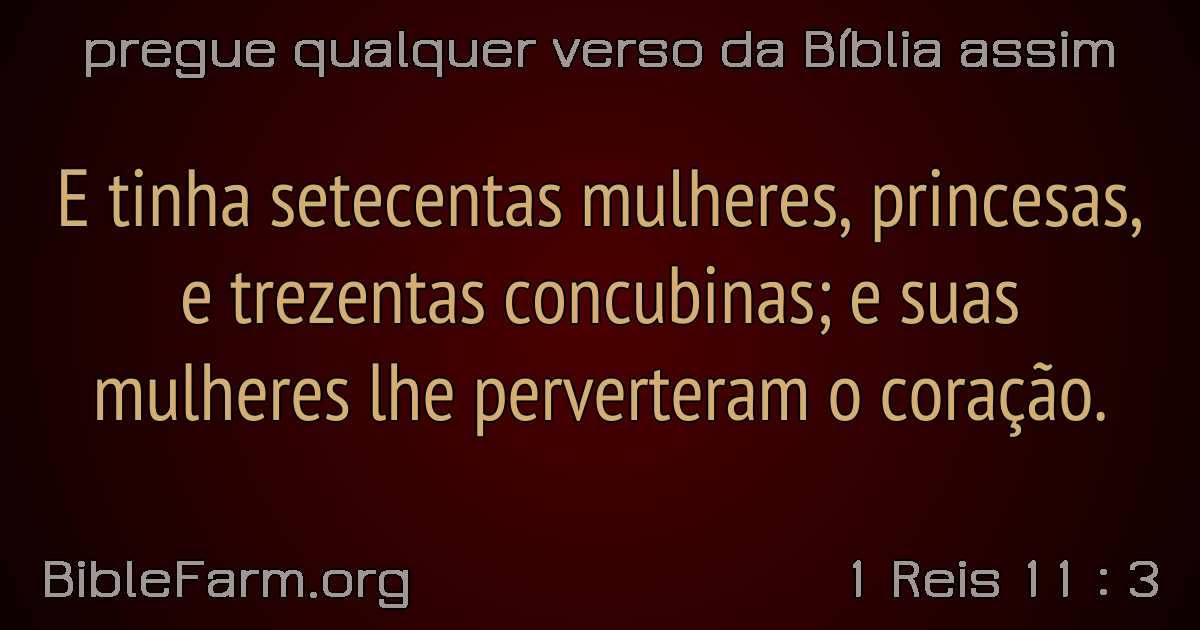 pregue qualquer verso da Bíblia assim
E tinha setecentas mulheres, princesas,
e trezentas concubinas; e suas
mulheres lhe perverteram o coração.
BibleFarm.org
1 Reis 11 : 3